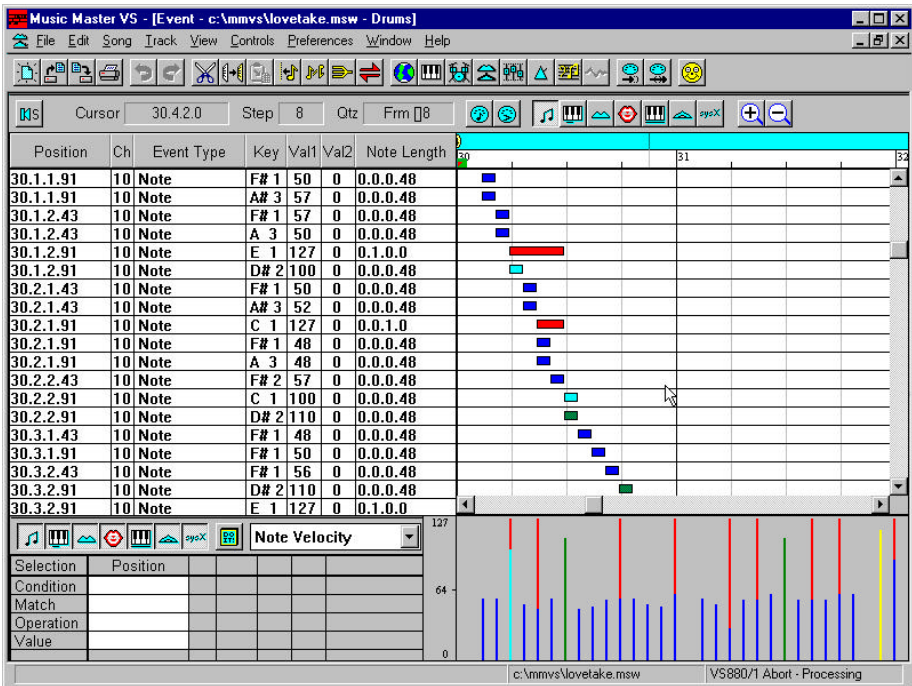 Music Master VS - [Event - c:\mmvs\lovetake.msw - Drums]
File Edit Song Track View Controls Preferences Window Help
S Cursor 30.4.2.0 Step 8 Qtz Frm []8 sysX
Position Ch Event Type Key Val1 Val2 Note Length
30 31 32
30.1.1.91 10 Note F# 1 50 0 0.0.0.48
30.1.1.91 10 Note A# 3 57 0 0.0.0.48
30.1.2.43 10 Note F# 1 57 0 0.0.0.48
30.1.2.43 10 Note A 3 50 0 0.0.0.48
30.1.2.91 10 Note E 1 127 0 0.1.0.0
30.1.2.91 10 Note D# 2 100 0 0.0.0.48
30.2.1.43 10 Note F# 1 50 0 0.0.0.48
30.2.1.43 10 Note A# 3 52 0 0.0.0.48
30.2.1.91 10 Note C 1 127 0 0.0.1.0
30.2.1.91 10 Note F# 1 48 0 0.0.0.48
30.2.1.91 10 Note A 3 48 0 0.0.0.48
30.2.2.43 10 Note F# 2 57 0 0.0.0.48
30.2.2.91 10 Note C 1 100 0 0.0.0.48
30.2.2.91 10 Note D# 2 110 0 0.0.0.48
30.3.1.43 10 Note F# 1 48 0 0.0.0.48
30.3.1.91 10 Note F# 1 50 0 0.0.0.48
30.3.2.43 10 Note F# 1 56 0 0.0.0.48
30.3.2.91 10 Note D# 2 110 0 0.0.0.48
30.3.2.91 10 Note E 1 127 0 0.1.0.0
sysX Note Velocity
127
64
0
Selection Position
Condition
Match
Operation
Value
c:\mmvs\lovetake.msw VS880/1 Abort - Processing